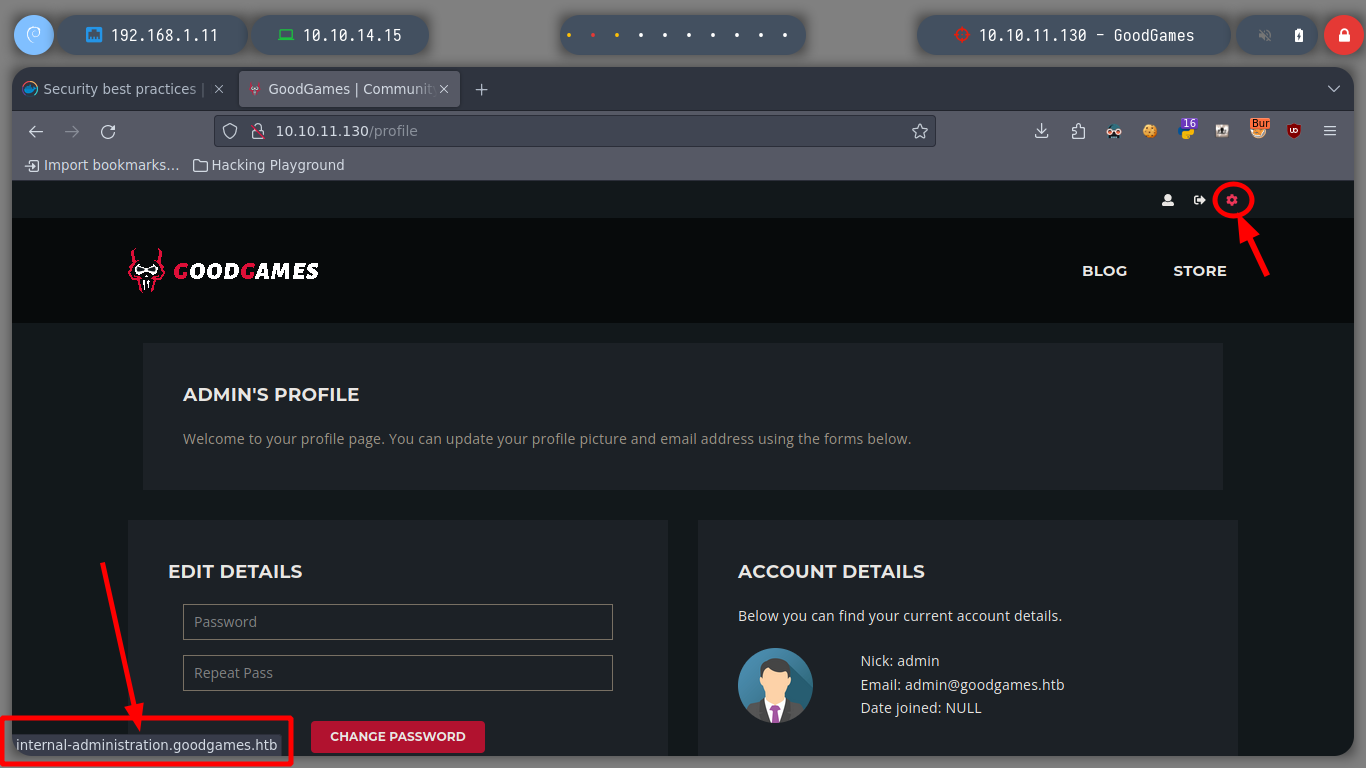 192.168.1.11
10.10.14.15
10.10.11.130 - GoodGames
Security best practices |
GoodGames | Communit
10.10.11.130/profile
16
Bur
Import bookmarks...
Hacking Playground
GOODGAMES
BLOG
STORE
ADMIN'S PROFILE
Welcome to your profile page. You can update your profile picture and email address using the forms below.
EDIT DETAILS
Password
Repeat Pass
CHANGE PASSWORD
ACCOUNT DETAILS
Below you can find your current account details.
Nick: admin
Email: admin@goodgames.htb
Date joined: NULL
internal-administration.goodgames.htb